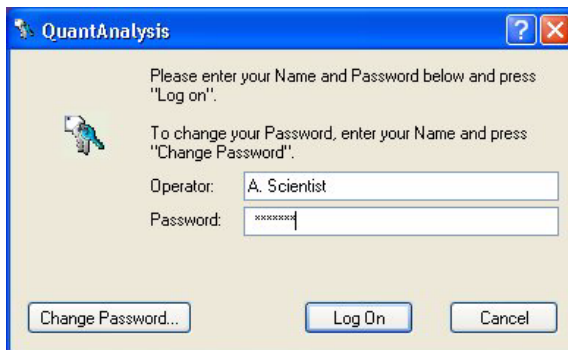 QuantAnalysis
Please enter your Name and Password below and press
"Log on".
To change your Password, enter your Name and press
"Change Password".
Operator: A. Scientist
Password: *******
Change Password... Log On Cancel